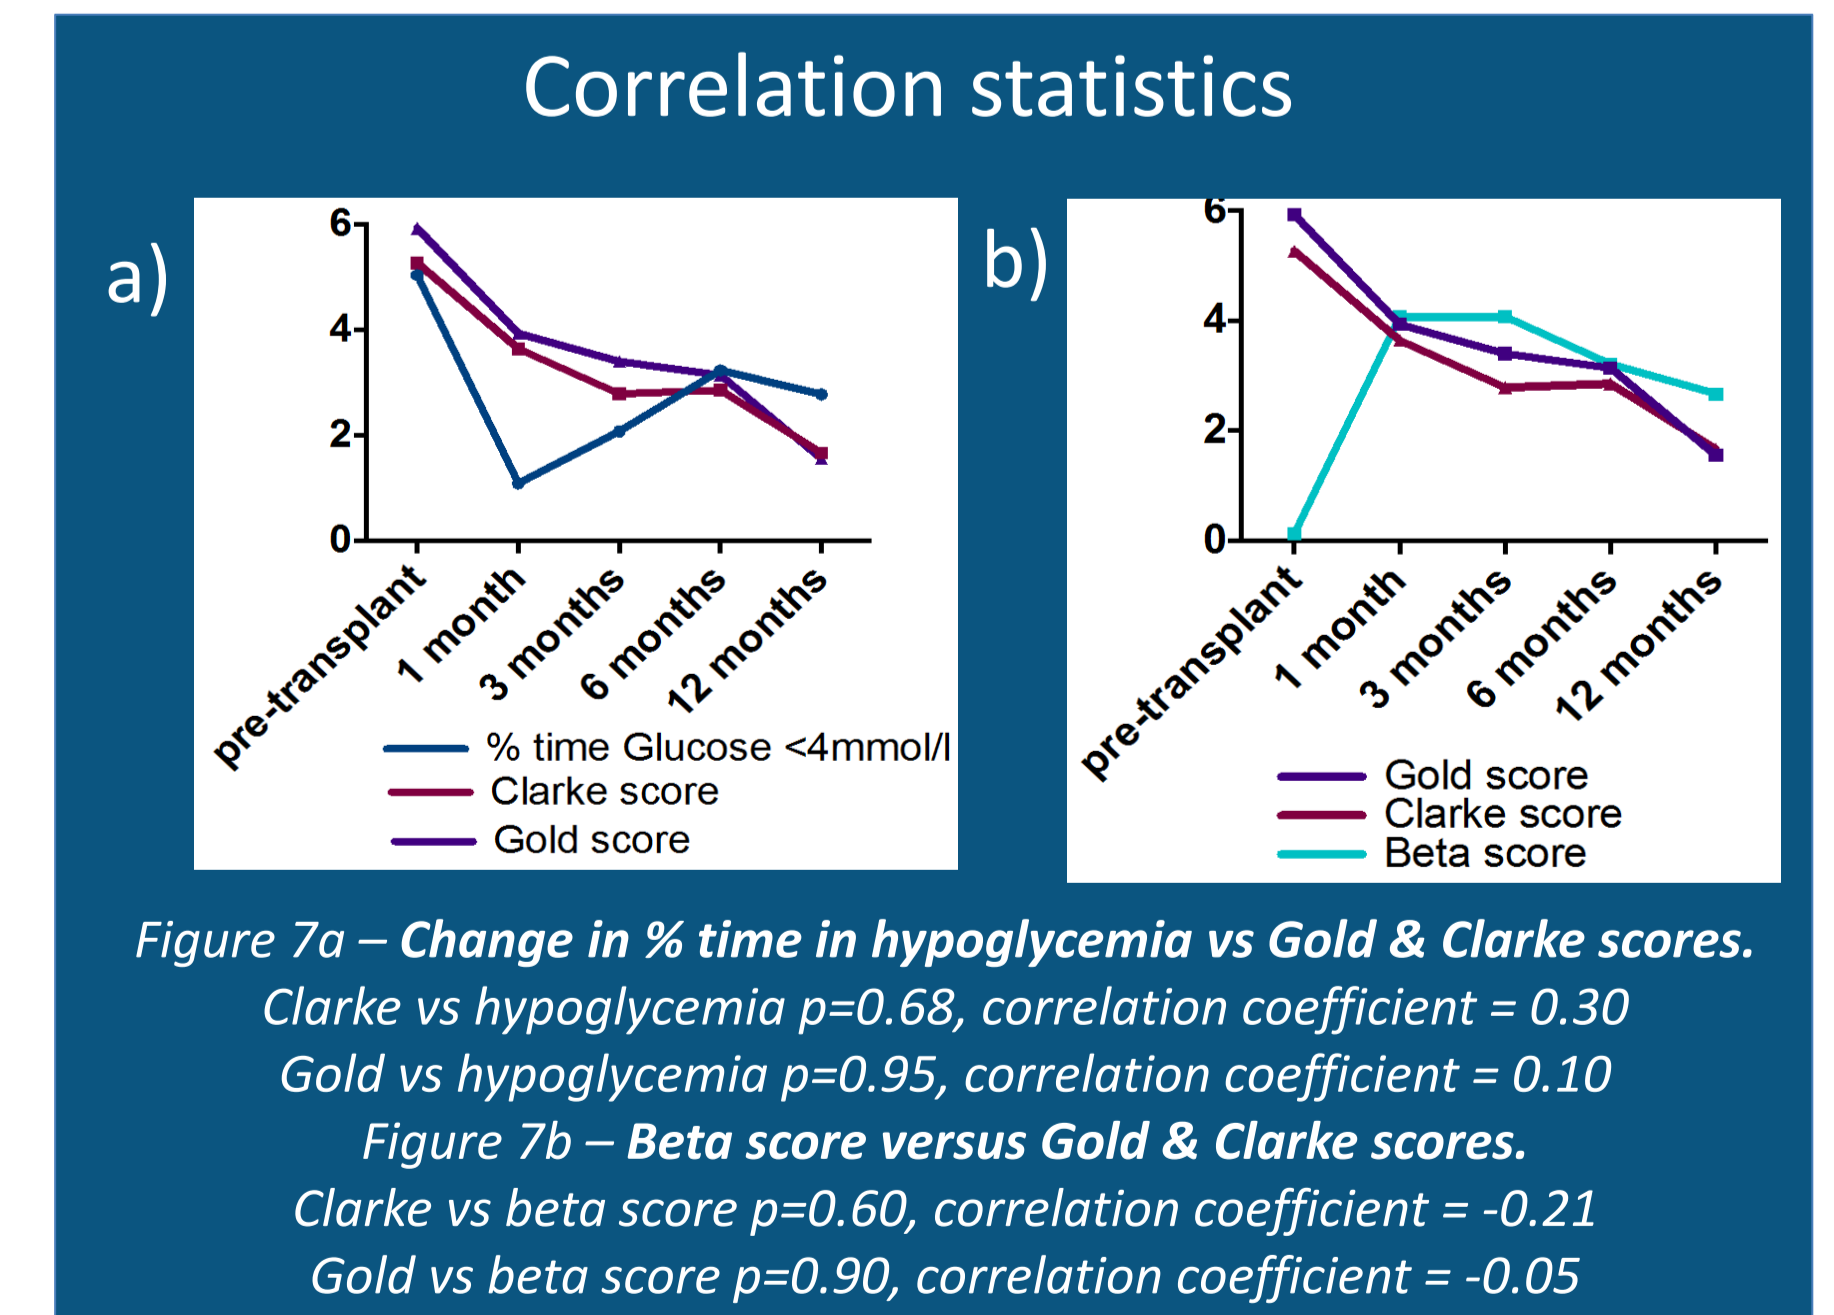 Correlation statistics
a)
6
4
2
0
pre-transplant
1 month
3 months
6 months
12 months
% time Glucose <4mmol/l
Clarke score
Gold score
b)
6
4
2
0
pre-transplant
1 month
3 months
6 months
12 months
Gold score
Clarke score
Beta score
Figure 7a – Change in % time in hypoglycemia vs Gold & Clarke scores.
Clarke vs hypoglycemia p=0.68, correlation coefficient = 0.30
Gold vs hypoglycemia p=0.95, correlation coefficient = 0.10
Figure 7b – Beta score versus Gold & Clarke scores.
Clarke vs beta score p=0.60, correlation coefficient = -0.21
Gold vs beta score p=0.90, correlation coefficient = -0.05